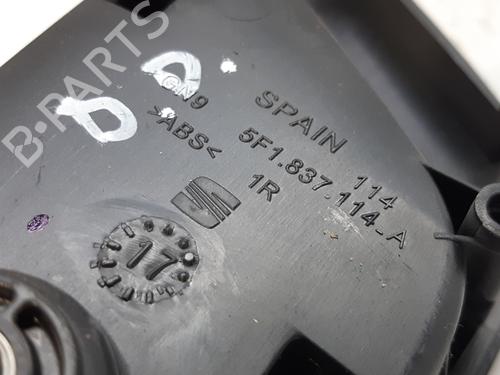 B-PARTS
SPAIN
114
5F1.837.114-A
>ABS<
1R
17